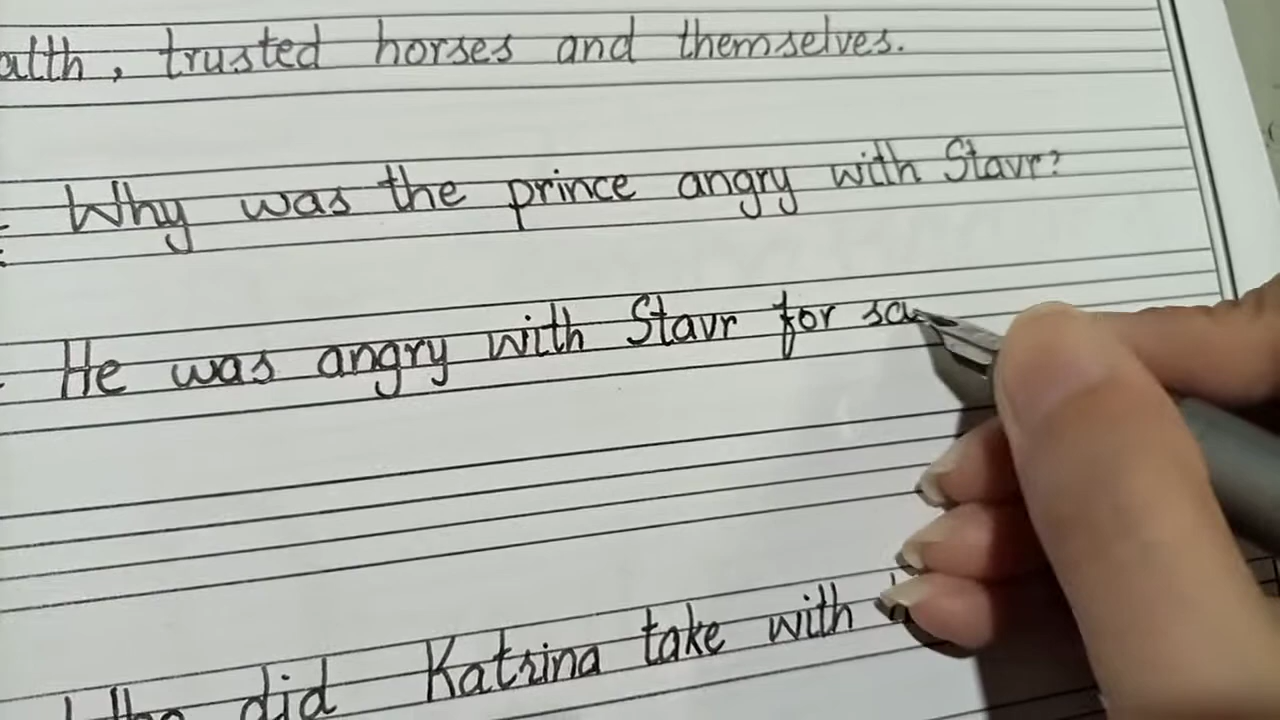 alth, trusted horses and themselves.
Why was the prince angry with Stavr?
He was angry with Stavr for sa
did Katrina take with